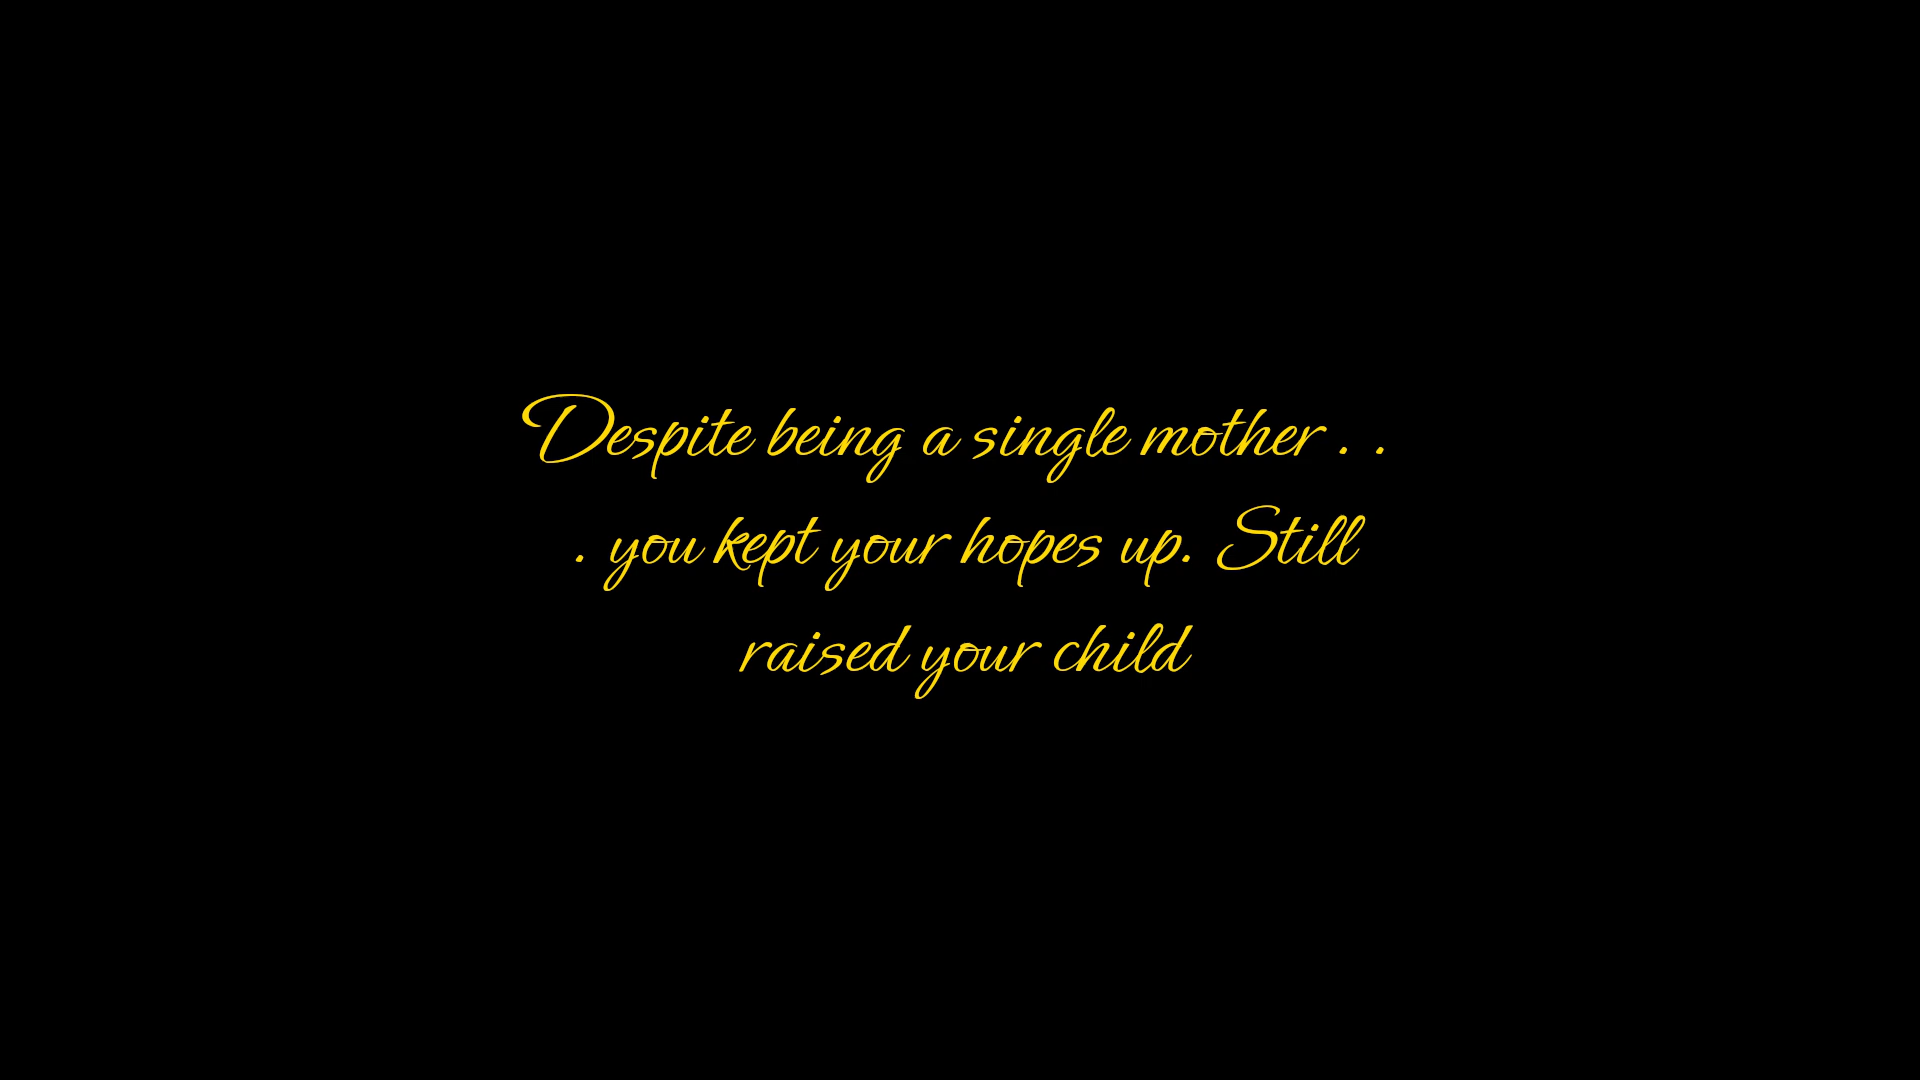 Despite being a single mother . .
. you kept your hopes up. Still
raised your child